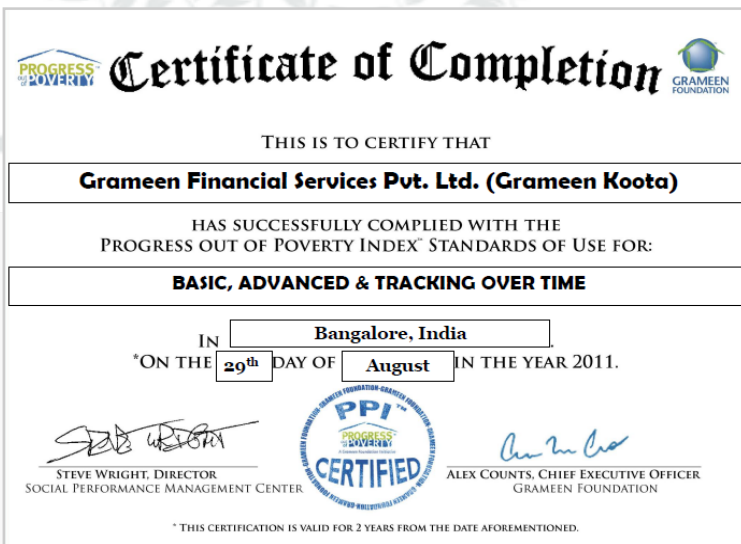 PROGRESS
out of POVERTY™
Certificate of Completion
GRAMEEN
FOUNDATION
THIS IS TO CERTIFY THAT
Grameen Financial Services Pvt. Ltd. (Grameen Koota)
HAS SUCCESSFULLY COMPLIED WITH THE
PROGRESS OUT OF POVERTY INDEX™ STANDARDS OF USE FOR:
BASIC, ADVANCED & TRACKING OVER TIME
IN Bangalore, India.
*ON THE 29th DAY OF August IN THE YEAR 2011.
STEVE WRIGHT, DIRECTOR
SOCIAL PERFORMANCE MANAGEMENT CENTER
PPI™
PROGRESS
out of POVERTY
CERTIFIED
ALEX COUNTS, CHIEF EXECUTIVE OFFICER
GRAMEEN FOUNDATION
* THIS CERTIFICATION IS VALID FOR 2 YEARS FROM THE DATE AFOREMENTIONED.